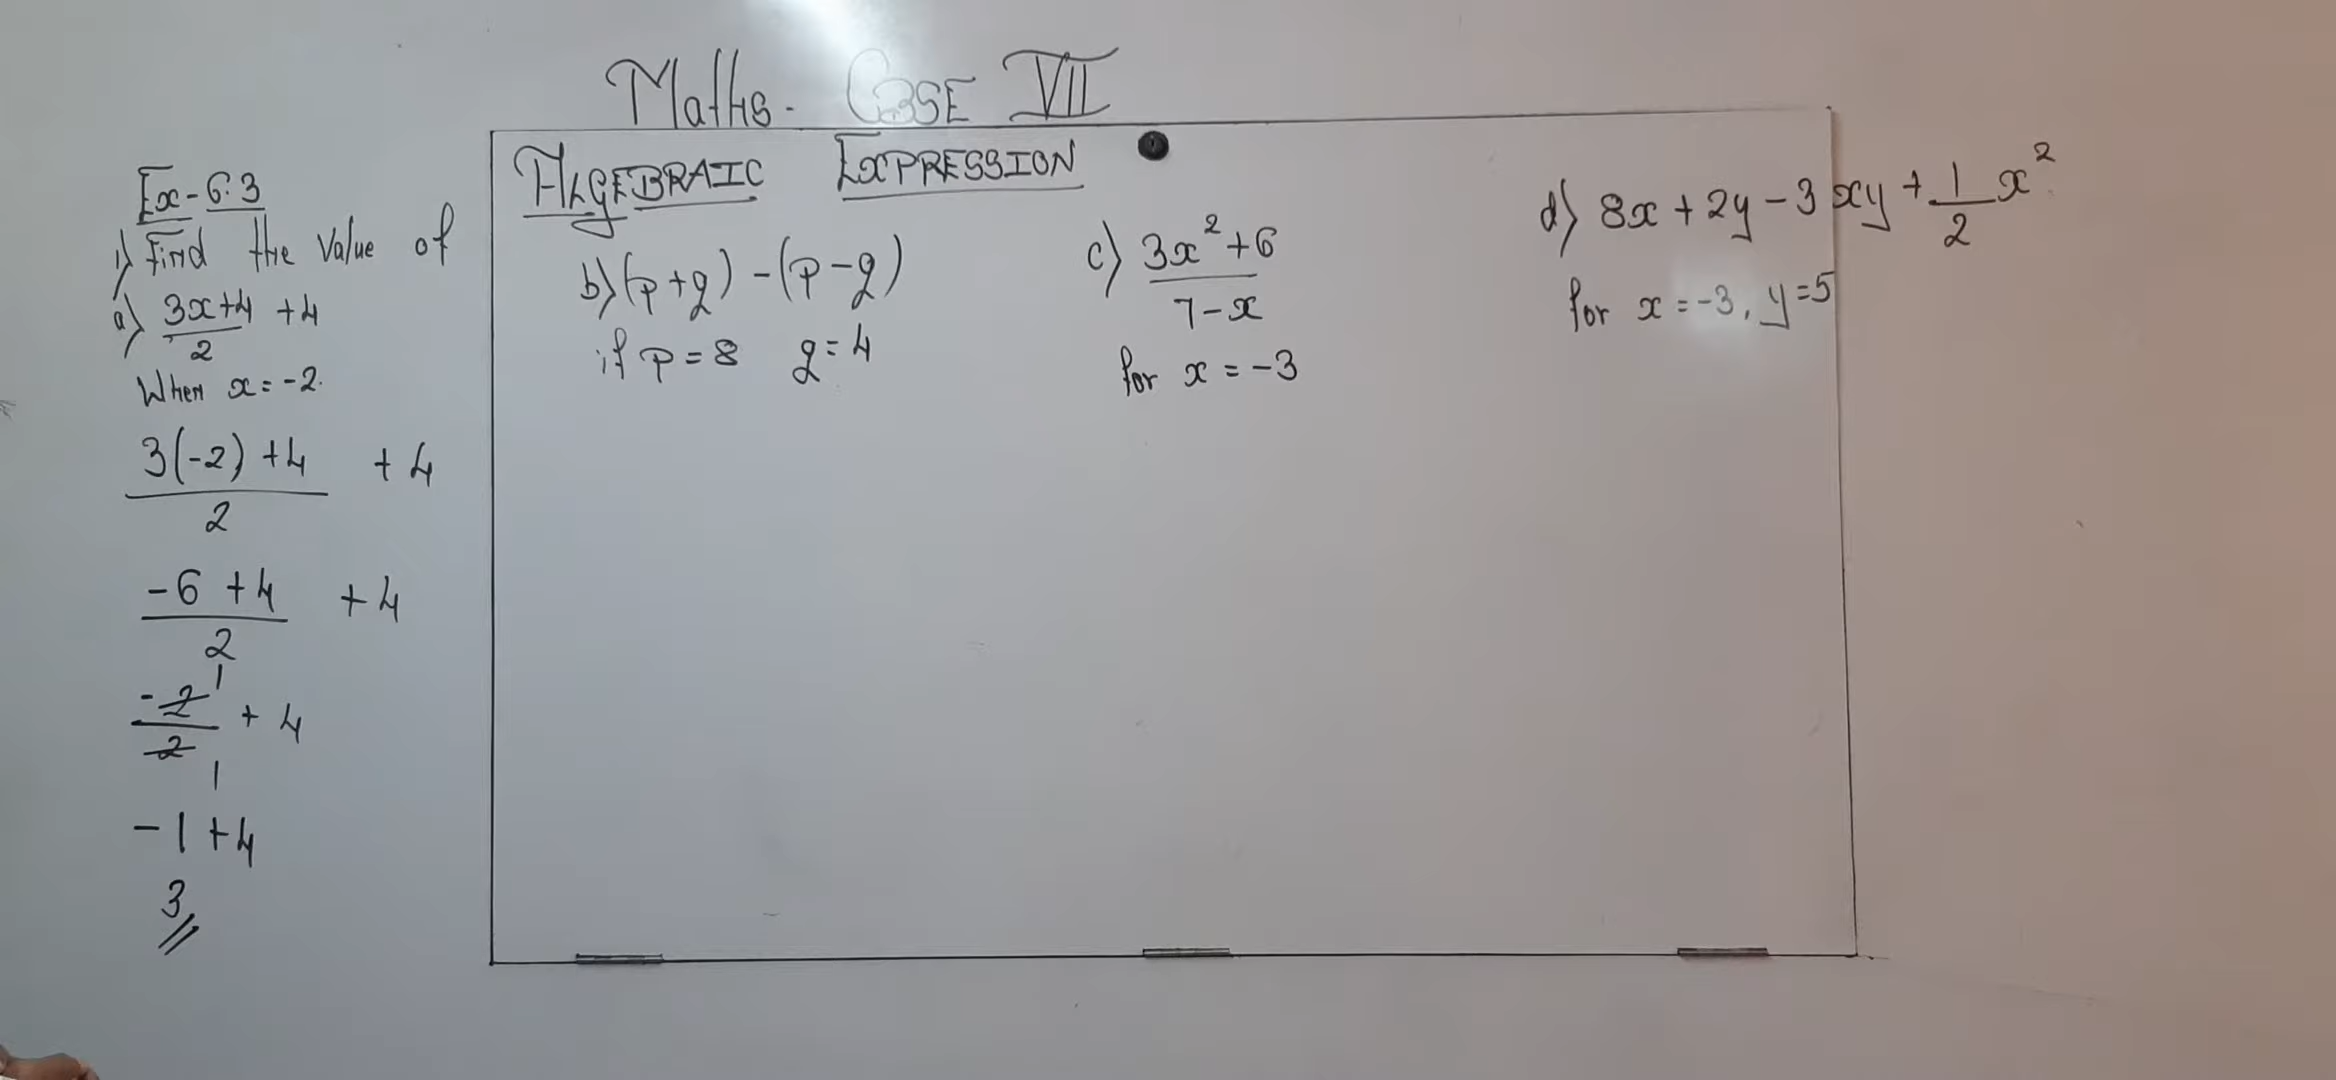 Maths - CBSE VII
ALGEBRAIC EXPRESSION
Ex-6.3
1) Find the value of
a) (3x+4)/2 +4
When x=-2.
(3(-2)+4)/2 +4
(-6+4)/2 +4
-2/2 +4
1
1
-1+4
3
b) (p+q)-(p-q)
if p=8 q=4
c) (3x²+6)/(7-x)
for x=-3
d) 8x+2y-3xy+1/2 x²
for x=-3, y=5